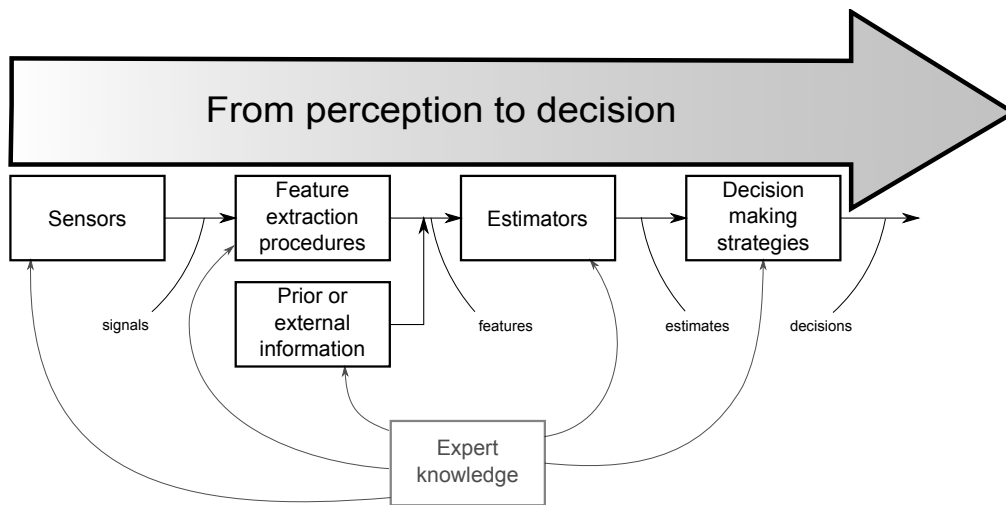 From perception to decision
Sensors
Feature
extraction
procedures
Estimators
Decision
making
strategies
Prior or
external
information
signals
features
estimates
decisions
Expert
knowledge